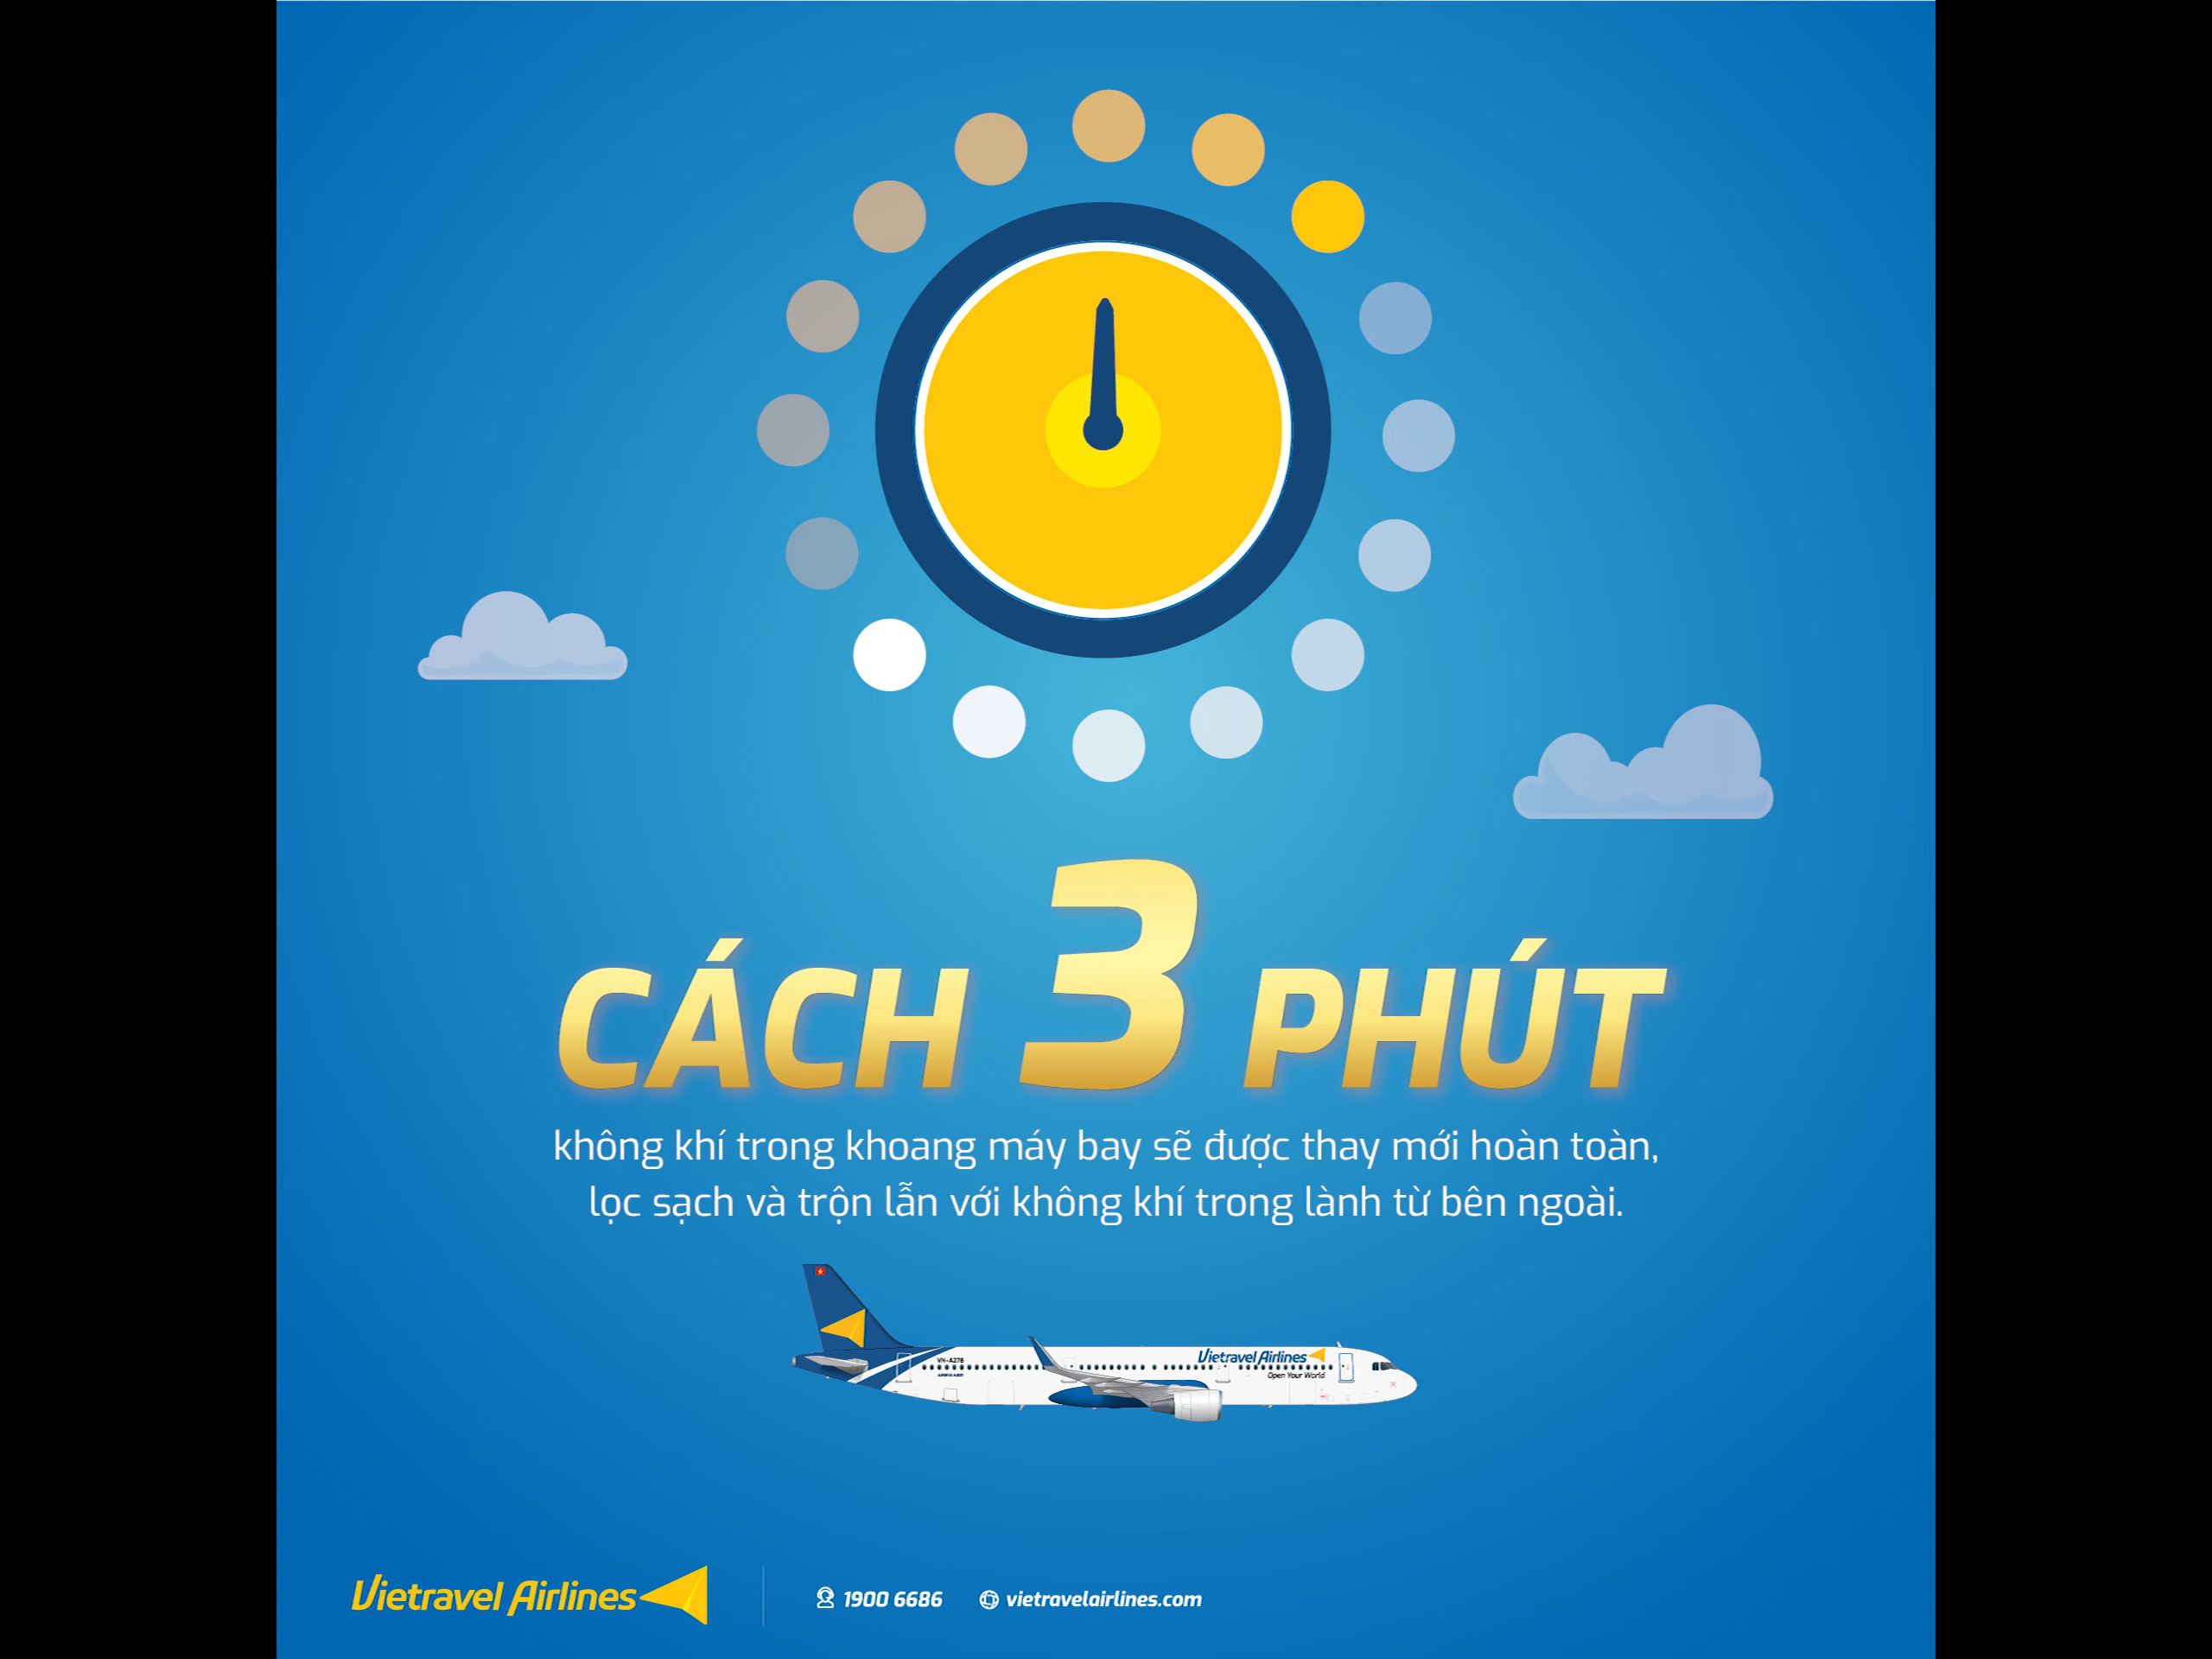 CÁCH 3 PHÚT
không khí trong khoang máy bay sẽ được thay mới hoàn toàn,
lọc sạch và trộn lẫn với không khí trong lành từ bên ngoài.
VN-A278
Vietravel Airlines
Open Your World
Vietravel Airlines
1900 6686 vietravelairlines.com